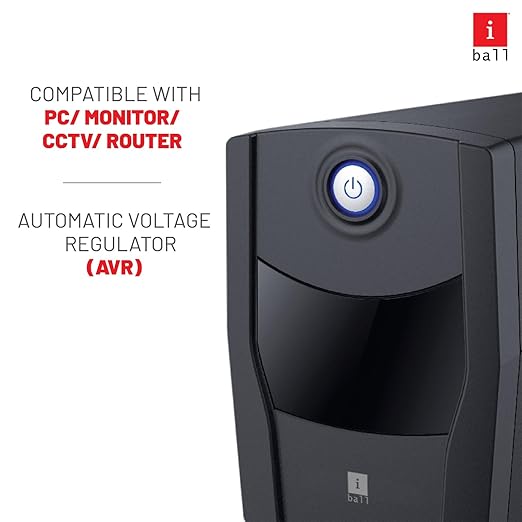 i
ball
COMPATIBLE WITH
PC/ MONITOR/
CCTV/ ROUTER
AUTOMATIC VOLTAGE
REGULATOR
(AVR)
i
ball